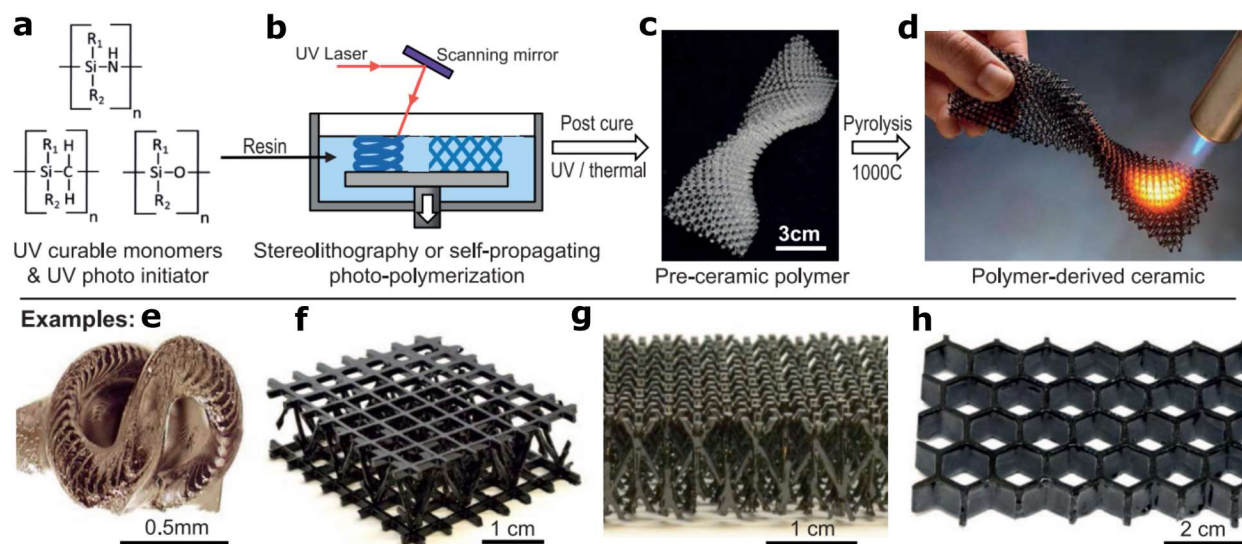 a
R1 H
Si N
R2
n
R1 H
Si C
R2 H
n
R1
Si O
R2
n
UV curable monomers
& UV photo initiator
b
UV Laser
Scanning mirror
Resin
Stereolithography or self-propagating
photo-polymerization
Post cure
UV / thermal
c
3cm
Pre-ceramic polymer
Pyrolysis
1000C
d
Polymer-derived ceramic
Examples:
e
0.5mm
f
1 cm
g
1 cm
h
2 cm